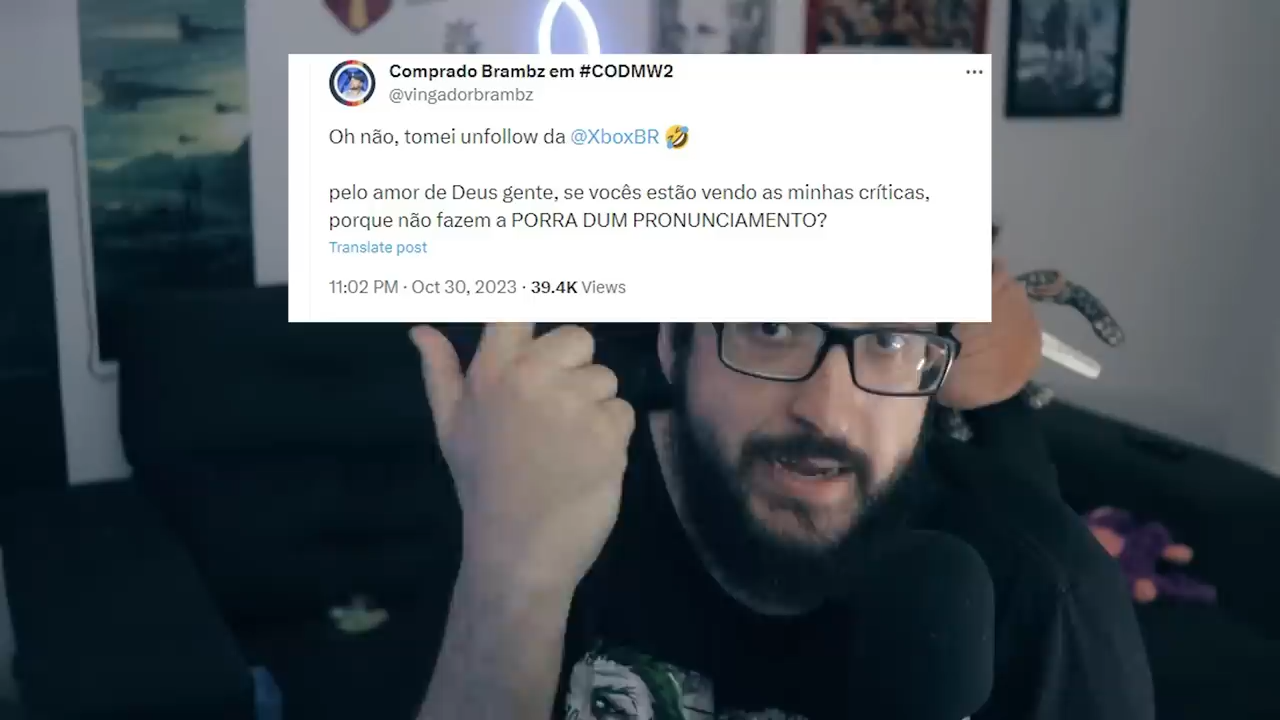 Comprado Brambz em #CODMW2
@vingadorbrambz
Oh não, tomei unfollow da @XboxBR 🤣
pelo amor de Deus gente, se vocês estão vendo as minhas críticas,
porque não fazem a PORRA DUM PRONUNCIAMENTO?
Translate post
11:02 PM · Oct 30, 2023 · 39.4K Views